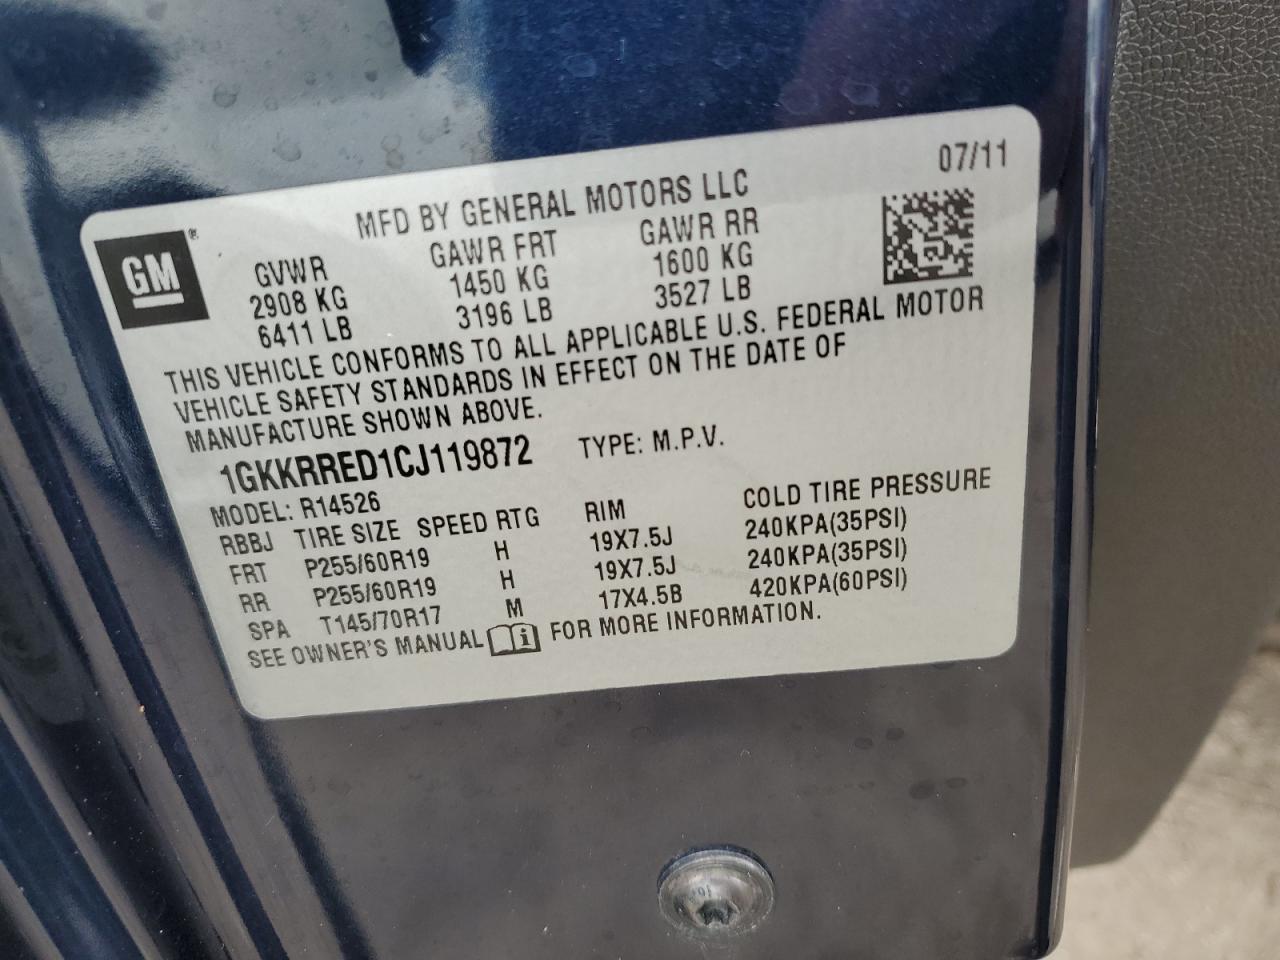 07/11
MFD BY GENERAL MOTORS LLC
GM®
GVWR GAWR FRT GAWR RR
2908 KG 1450 KG 1600 KG
6411 LB 3196 LB 3527 LB
THIS VEHICLE CONFORMS TO ALL APPLICABLE U.S. FEDERAL MOTOR
VEHICLE SAFETY STANDARDS IN EFFECT ON THE DATE OF
MANUFACTURE SHOWN ABOVE.
1GKKRRED1CJ119872 TYPE: M.P.V.
MODEL: R14526
RBBJ TIRE SIZE SPEED RTG RIM COLD TIRE PRESSURE
FRT P255/60R19 H 19X7.5J 240KPA(35PSI)
RR P255/60R19 H 19X7.5J 240KPA(35PSI)
SPA T145/70R17 M 17X4.5B 420KPA(60PSI)
SEE OWNER'S MANUAL i FOR MORE INFORMATION.